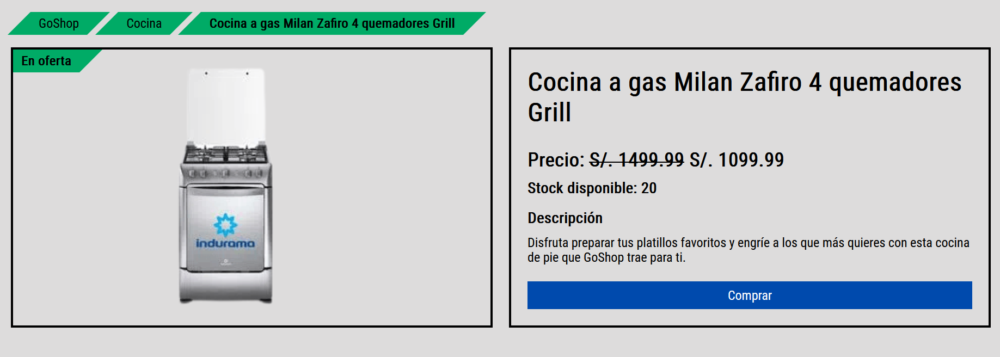 GoShop
Cocina
Cocina a gas Milan Zafiro 4 quemadores Grill
En oferta
indurama
Cocina a gas Milan Zafiro 4 quemadores
Grill
Precio: S/. 1499.99 S/. 1099.99
Stock disponible: 20
Descripción
Disfruta preparar tus platillos favoritos y engríe a los que más quieres con esta cocina
de pie que GoShop trae para ti.
Comprar